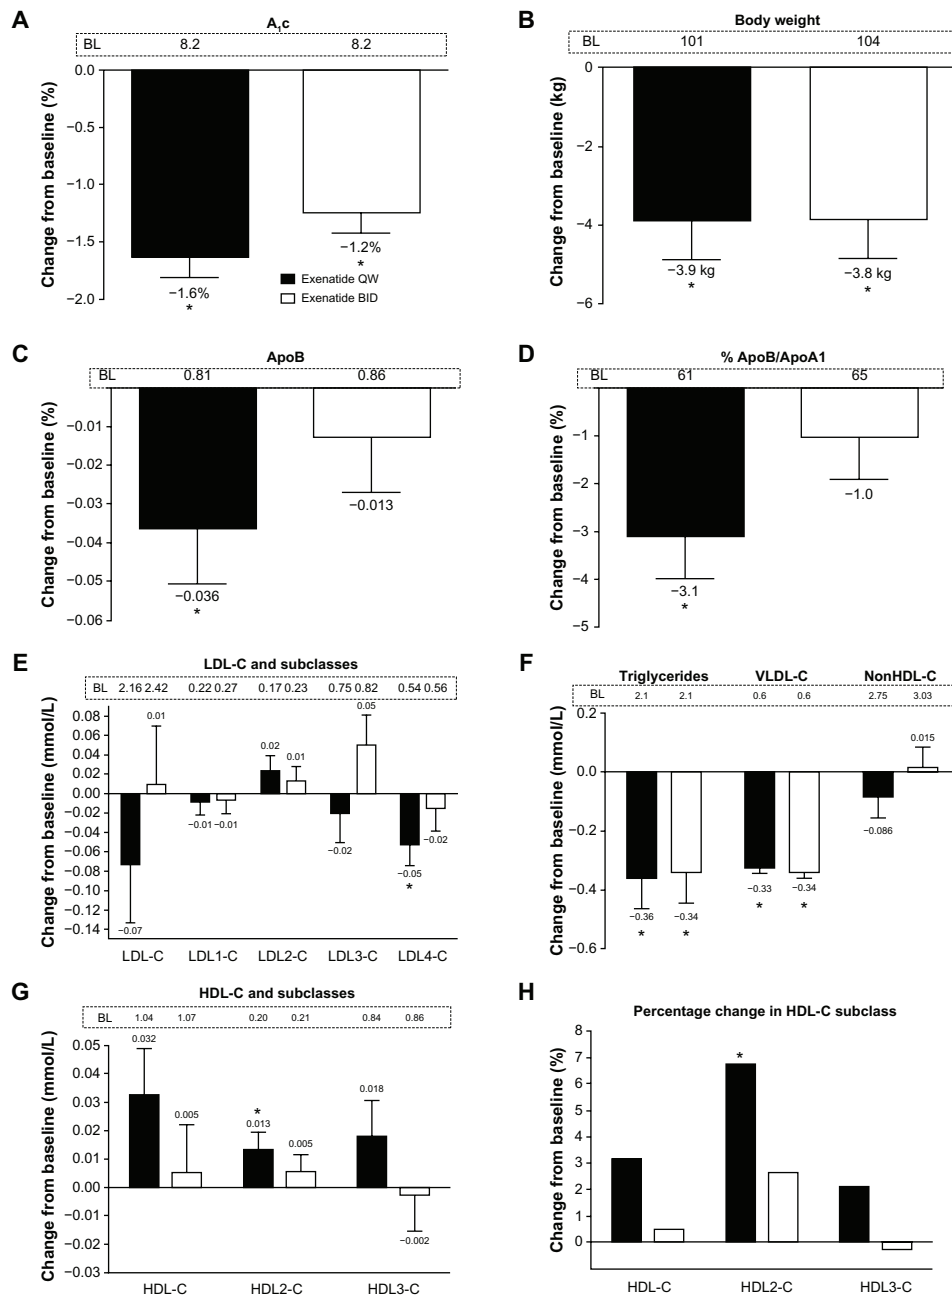 A
A1c
BL 8.2 8.2
Change from baseline (%)
0.0
−0.5
−1.0
−1.5
−2.0
−1.6%
*
−1.2%
*
Exenatide QW
Exenatide BID
B
Body weight
BL 101 104
Change from baseline (kg)
0
−2
−4
−6
−3.9 kg
*
−3.8 kg
*
C
ApoB
BL 0.81 0.86
Change from baseline (%)
−0.01
−0.02
−0.03
−0.04
−0.05
−0.06
−0.036
*
−0.013
D
% ApoB/ApoA1
BL 61 65
Change from baseline (%)
−1
−2
−3
−4
−5
−3.1
*
−1.0
E
LDL-C and subclasses
BL 2.16 2.42 0.22 0.27 0.17 0.23 0.75 0.82 0.54 0.56
Change from baseline (mmol/L)
0.08
0.06
0.04
0.02
0.00
−0.02
−0.04
−0.06
−0.08
−0.10
−0.12
−0.14
−0.07
0.01
−0.01
−0.01
0.02
0.01
−0.02
0.05
−0.05
*
−0.02
LDL-C LDL1-C LDL2-C LDL3-C LDL4-C
F
Triglycerides VLDL-C NonHDL-C
BL 2.1 2.1 0.6 0.6 2.75 3.03
Change from baseline (mmol/L)
0.2
0.0
−0.2
−0.4
−0.6
−0.36
*
−0.34
*
−0.33
*
−0.34
*
−0.086
0.015
G
HDL-C and subclasses
BL 1.04 1.07 0.20 0.21 0.84 0.86
Change from baseline (mmol/L)
0.05
0.04
0.03
0.02
0.01
0.00
−0.01
−0.02
−0.03
0.032
0.005
*
0.013
0.005
0.018
−0.002
HDL-C HDL2-C HDL3-C
H
Percentage change in HDL-C subclass
Change from baseline (%)
8
7
6
5
4
3
2
1
0
*
HDL-C HDL2-C HDL3-C